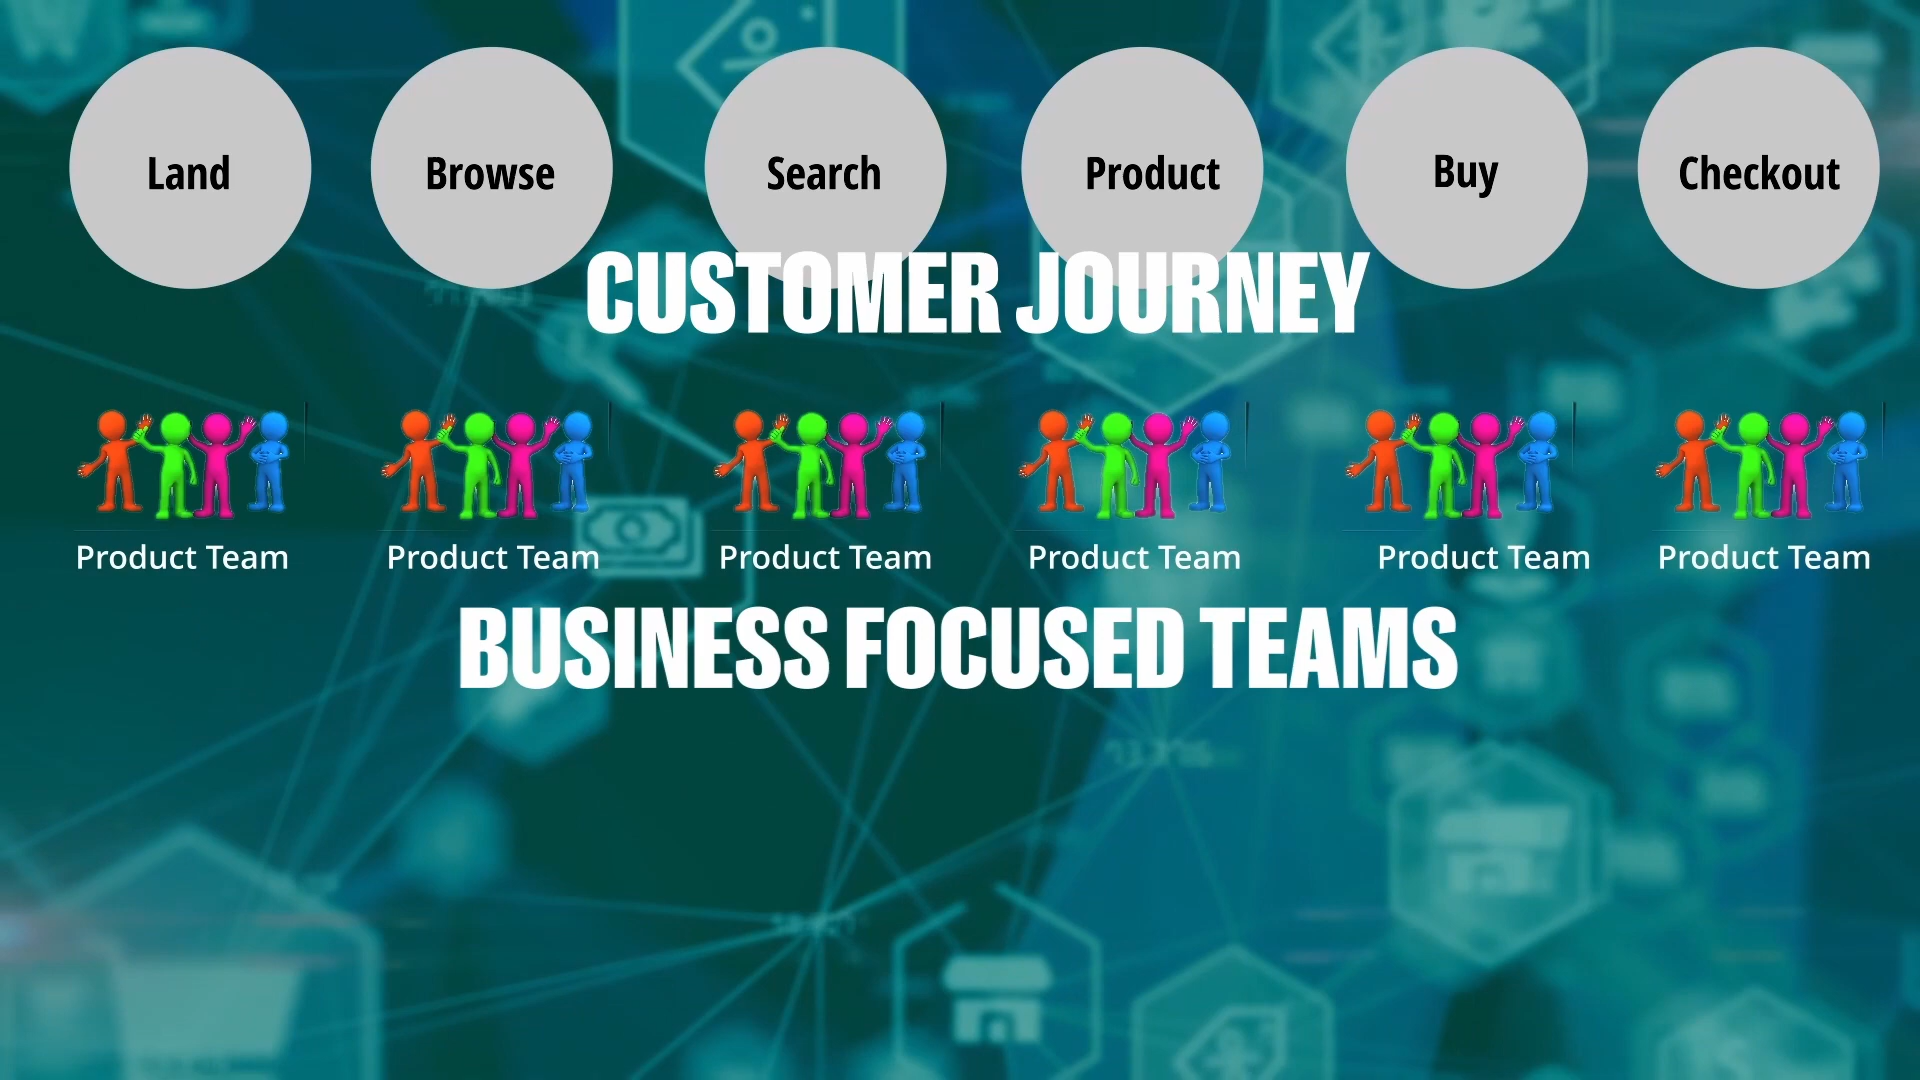 Land
Browse
Search
Product
Buy
Checkout
CUSTOMER JOURNEY
Product Team
Product Team
Product Team
Product Team
Product Team
Product Team
BUSINESS FOCUSED TEAMS